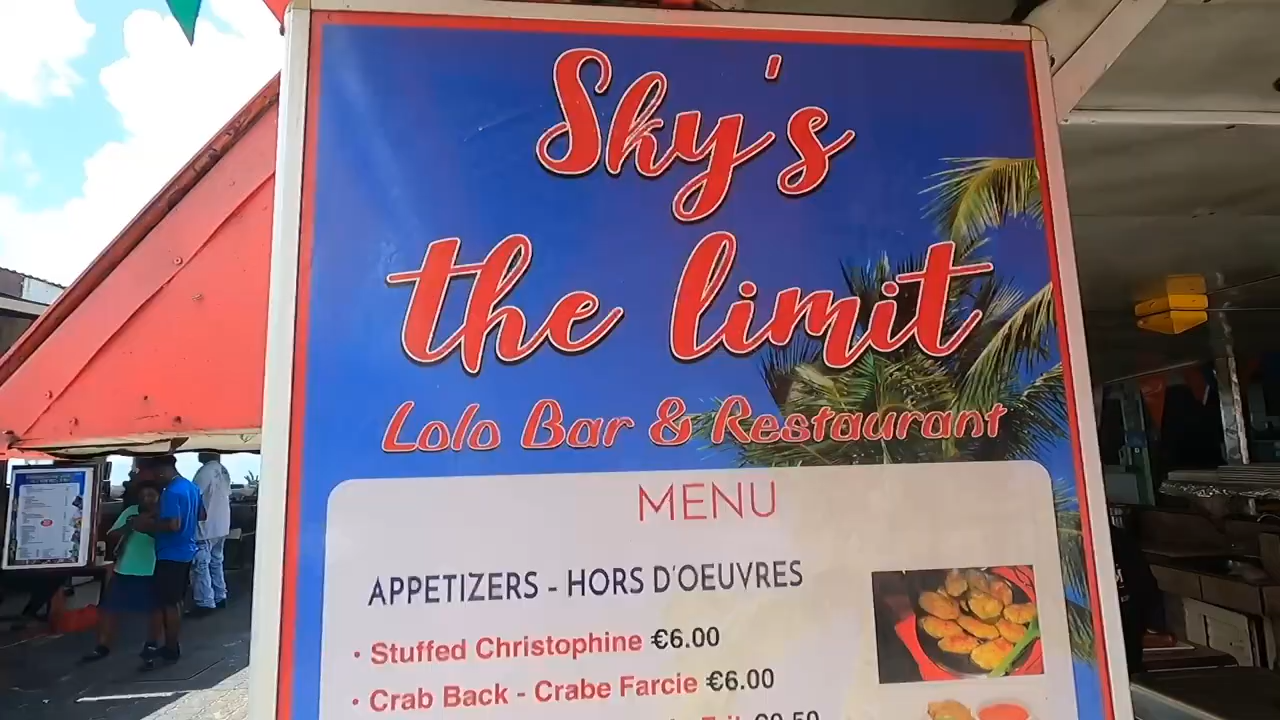 Sky's
the limit
Lolo Bar & Restaurant
MENU
APPETIZERS - HORS D'OEUVRES
• Stuffed Christophine €6.00
• Crab Back - Crabe Farcie €6.00